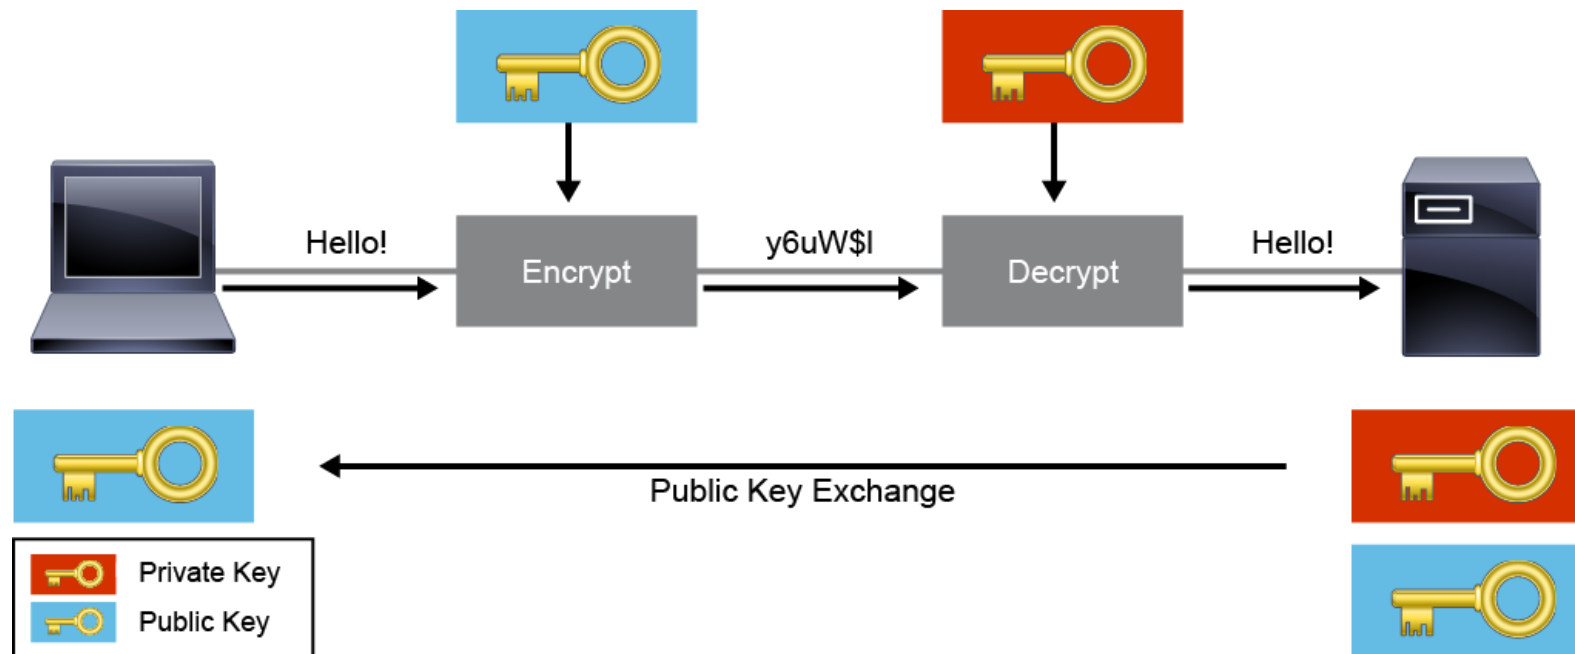 Hello!
Encrypt
y6uW$I
Decrypt
Hello!
Public Key Exchange
Private Key
Public Key